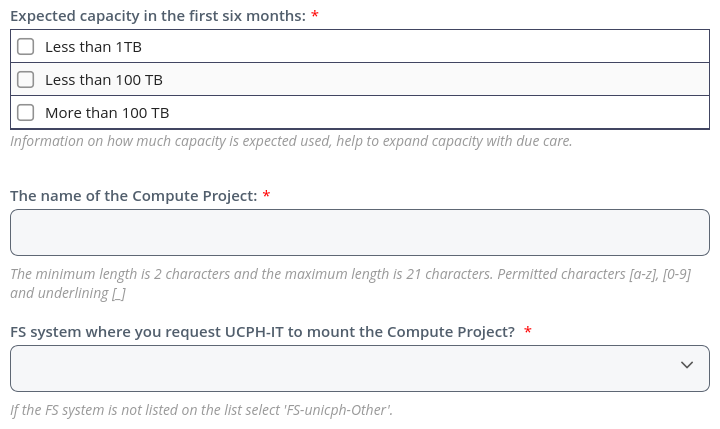 Expected capacity in the first six months: *
Less than 1TB
Less than 100 TB
More than 100 TB
Information on how much capacity is expected used, help to expand capacity with due care.
The name of the Compute Project: *
The minimum length is 2 characters and the maximum length is 21 characters. Permitted characters [a-z], [0-9]
and underlining [_]
FS system where you request UCPH-IT to mount the Compute Project? *
If the FS system is not listed on the list select 'FS-unicph-Other'.